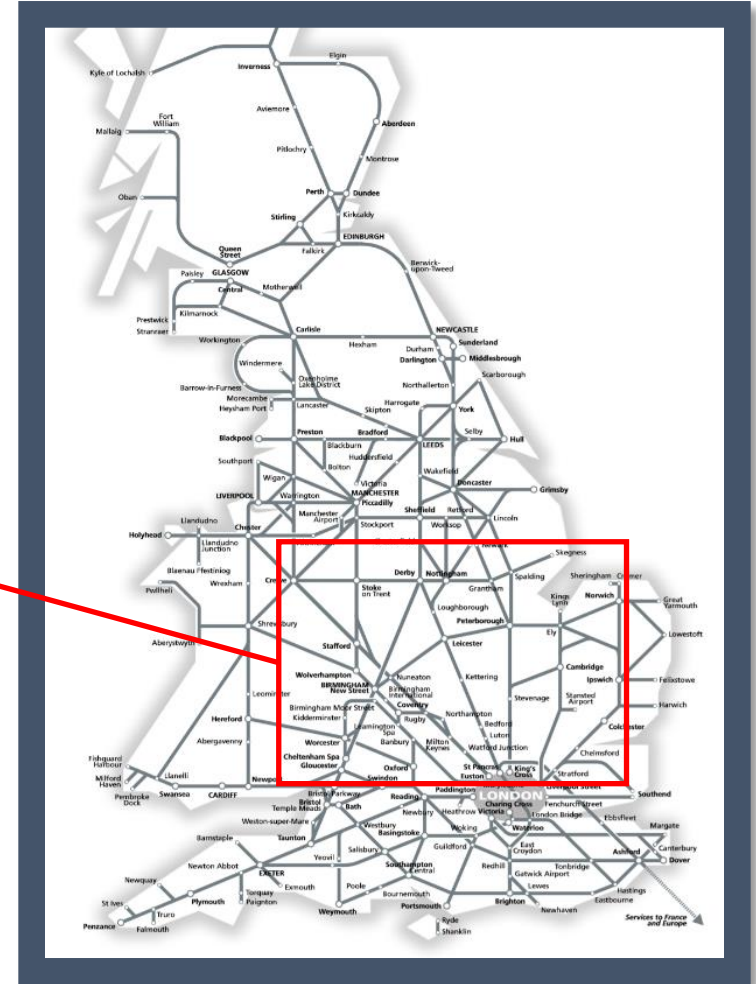 Elgin
Inverness
Kyle of Lochalsh
Aviemore
Fort
William
Aberdeen
Mallaig
Pitlochry
Montrose
Perth
Dundee
Oban
Stirling
Kirkcaldy
EDINBURGH
Queen
Street
Falkirk
Berwick-
upon-Tweed
Paisley
GLASGOW
Central
Motherwell
Prestwick
Kilmarnock
Stranraer
Carlisle
NEWCASTLE
Workington
Hexham
Sunderland
Durham
Darlington
Middlesbrough
Windermere
Scarborough
Oxenholme
Lake District
Barrow-in-Furness
Northallerton
Morecambe
Heysham Port
Lancaster
Harrogate
York
Skipton
Preston
Bradford
Selby
Blackpool
Blackburn
LEEDS
Hull
Huddersfield
Southport
Bolton
Wakefield
Wigan
Victoria
Doncaster
LIVERPOOL
Warrington
MANCHESTER
Piccadilly
Grimsby
Manchester
Airport
Sheffield
Retford
Lincoln
Llandudno
Chester
Stockport
Worksop
Holyhead
Llandudno
Junction
Newark
Skegness
Blaenau Ffestiniog
Derby
Nottingham
Spalding
Sheringham
Cromer
Pwllheli
Wrexham
Crewe
Stoke
on Trent
Grantham
Kings
Lynn
Norwich
Great
Yarmouth
Loughborough
Peterborough
Shrewsbury
Ely
Lowestoft
Aberystwyth
Stafford
Leicester
Wolverhampton
Cambridge
BIRMINGHAM
New Street
Nuneaton
Kettering
Ipswich
Felixstowe
Leominster
Birmingham
International
Stansted
Airport
Birmingham Moor Street
Coventry
Stevenage
Harwich
Hereford
Kidderminster
Rugby
Northampton
Leamington
Spa
Bedford
Colchester
Worcester
Banbury
Milton
Keynes
Luton
Abergavenny
Watford Junction
Chelmsford
Cheltenham Spa
Gloucester
Oxford
St Pancras
King's
Cross
Fishguard
Harbour
Euston
Stratford
Milford
Haven
Llanelli
Newport
Swindon
Pembroke
Dock
Swansea
CARDIFF
Bristol Parkway
Paddington
LONDON
Liverpool Street
Southend
Bristol
Temple Meads
Bath
Reading
Charing Cross
Fenchurch Street
Newbury
Heathrow
Victoria
London Bridge
Ebbsfleet
Weston-super-Mare
Westbury
Waterloo
Margate
Barnstaple
Taunton
Basingstoke
Woking
East
Croydon
Canterbury
Salisbury
Guildford
Ashford
Dover
Newton Abbot
Yeovil
Southampton
Central
Redhill
Tonbridge
EXETER
Gatwick Airport
Newquay
Exmouth
Poole
Lewes
Hastings
St Ives
Plymouth
Torquay
Paignton
Bournemouth
Eastbourne
Truro
Weymouth
Portsmouth
Brighton
Newhaven
Penzance
Falmouth
Ryde
Shanklin
Services to France
and Europe